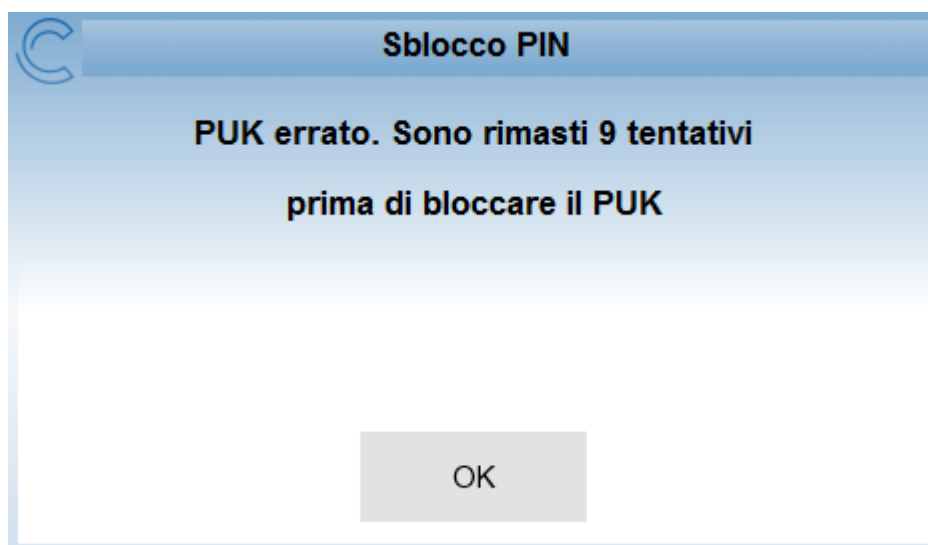 Sblocco PIN
PUK errato. Sono rimasti 9 tentativi
prima di bloccare il PUK
OK